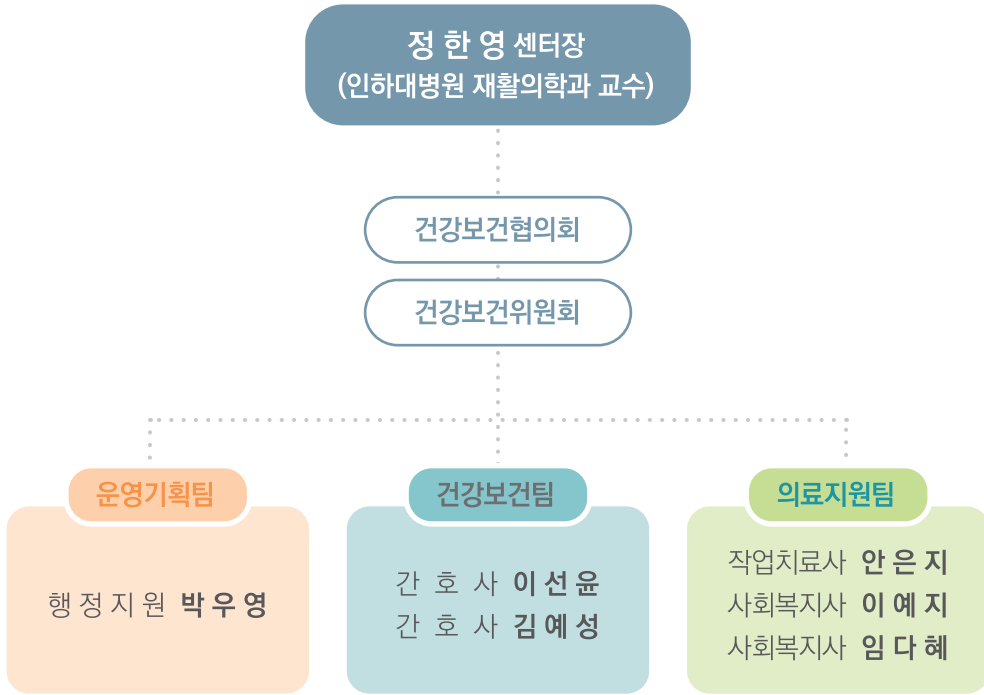 정 한 영 센터장
(인하대병원 재활의학과 교수)
건강보건협의회
건강보건위원회
운영기획팀
행정지원 박우영
건강보건팀
간 호 사 이선윤
간 호 사 김예성
의료지원팀
작업치료사 안은지
사회복지사 이예지
사회복지사 임다혜